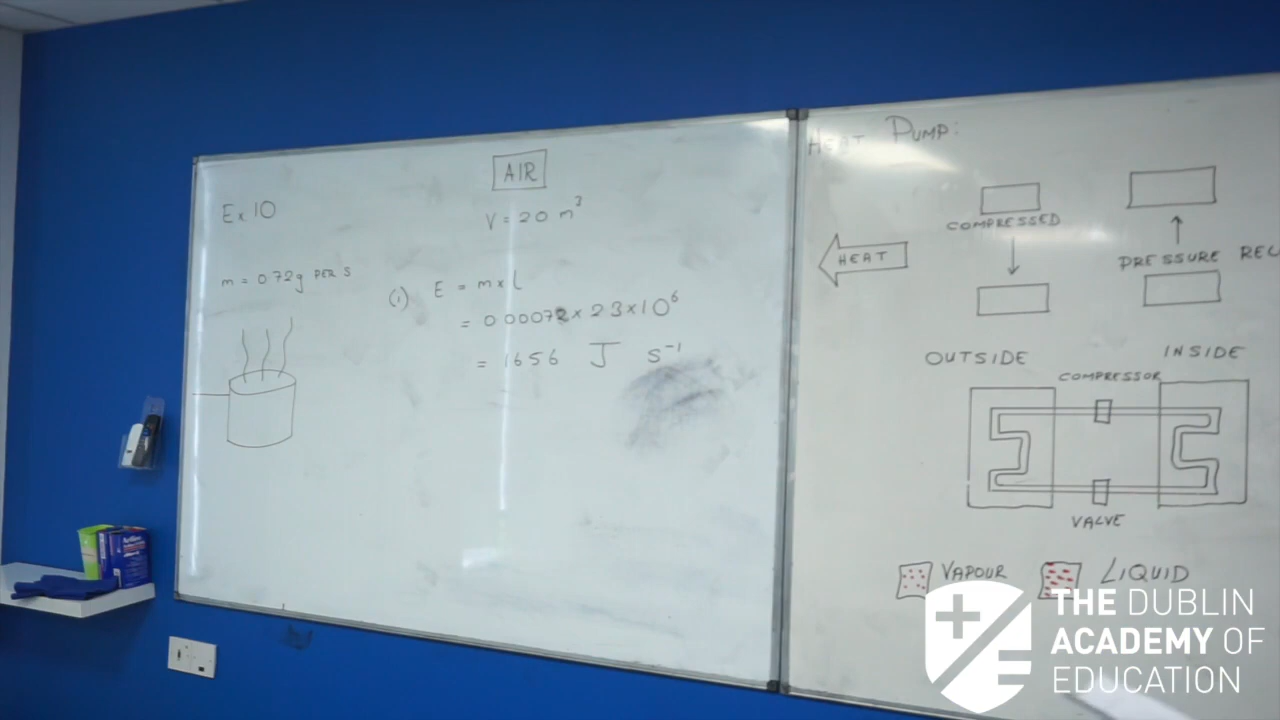 Ex 10
AIR
V = 20 m³
m = 0.72g PER S
(i) E = m x l
= 0.00072 x 2.3 x 10⁶
= 1656 J s⁻¹
HEAT PUMP:
COMPRESSED
HEAT
PRESSURE
OUTSIDE
INSIDE
COMPRESSOR
VALVE
VAPOUR
LIQUID
THE DUBLIN
ACADEMY OF
EDUCATION